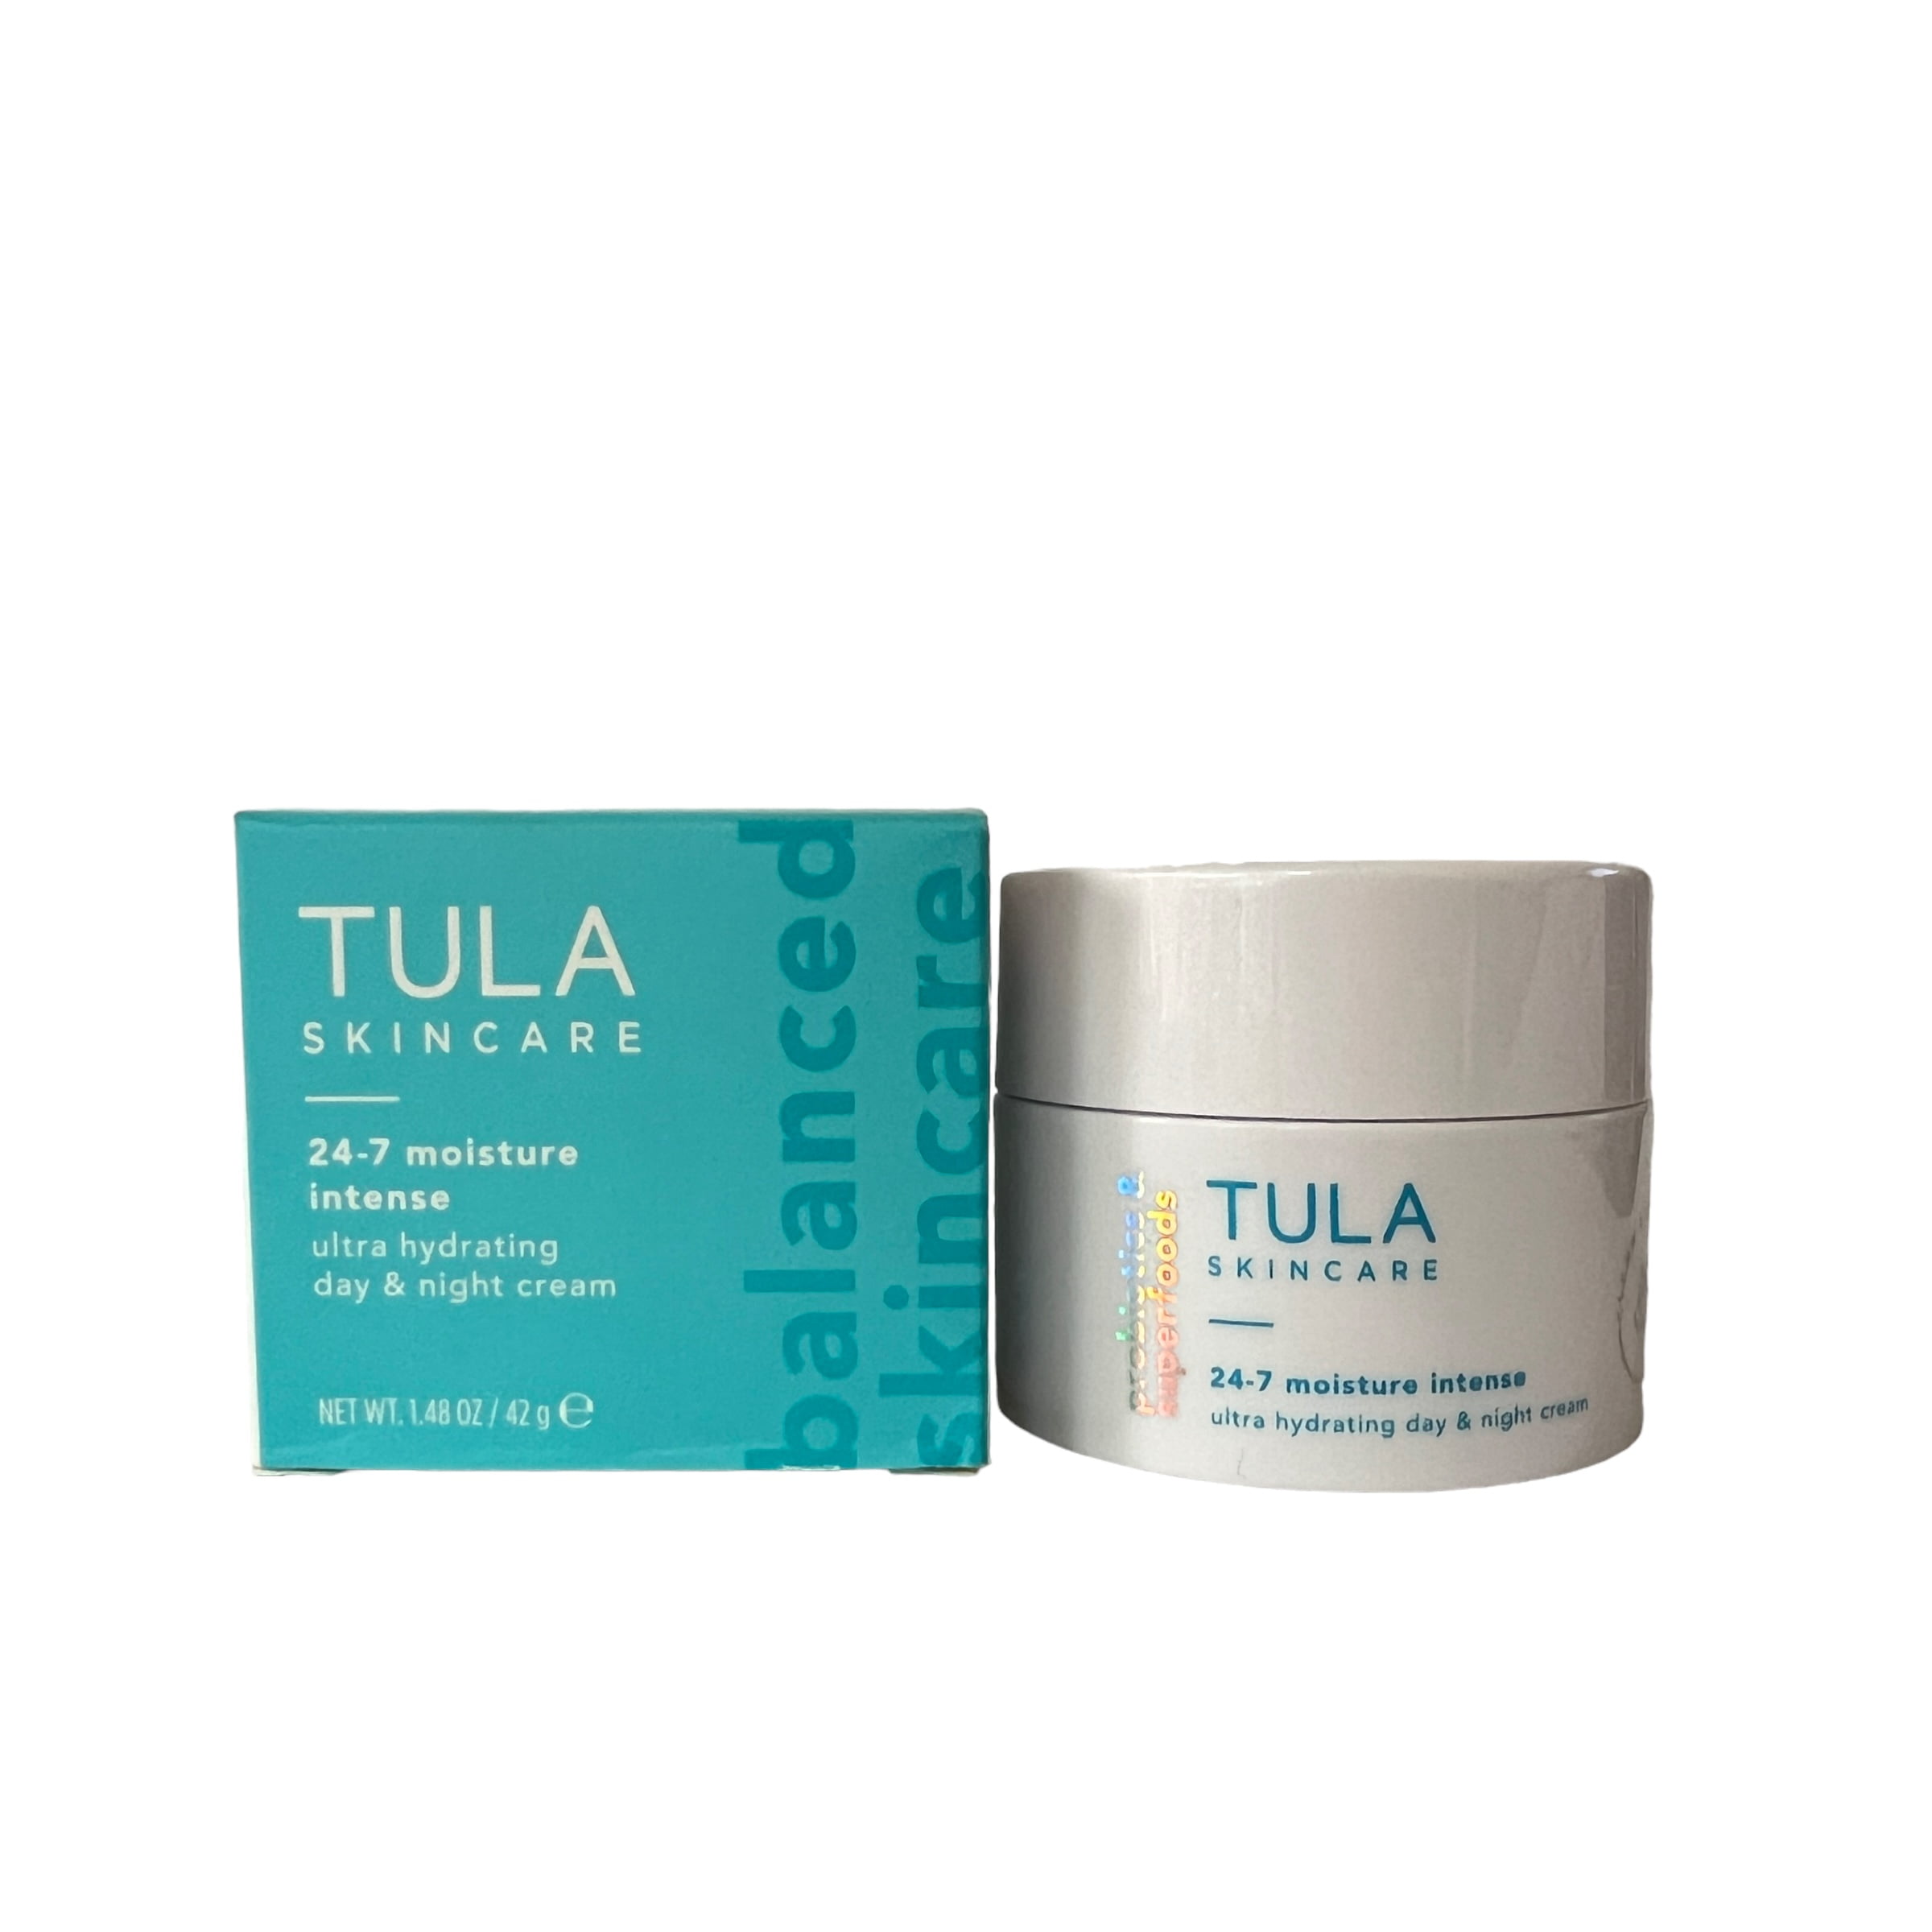 TULA
SKINCARE
24-7 moisture
intense
ultra hydrating
day & night cream
NET WT. 1.48 OZ / 42 g ℮
balanced
skincare
probiotics &
superfoods
TULA
SKINCARE
24-7 moisture intense
ultra hydrating day & night cream